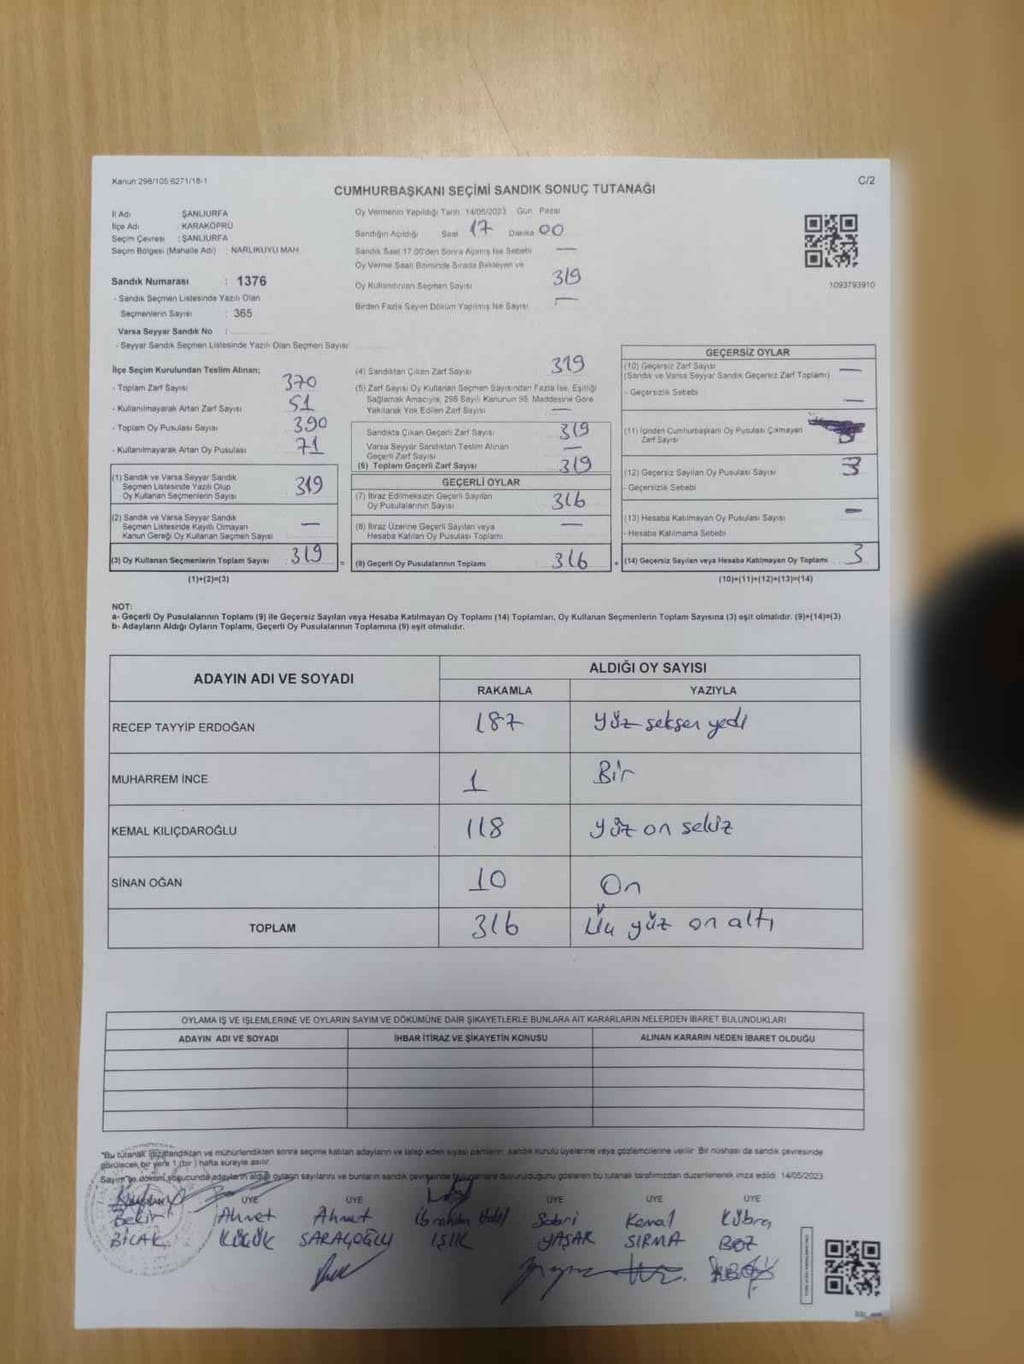 Kanun:298/105 6271/18-1
C/2
CUMHURBAŞKANI SEÇİMİ SANDIK SONUÇ TUTANAĞI
İl Adı : ŞANLIURFA
İlçe Adı : KARAKÖPRÜ
Seçim Çevresi : ŞANLIURFA
Seçim Bölgesi (Mahalle Adı) : NARLIKUYU MAH
Sandık Numarası : 1376
- Sandık Seçmen Listesinde Yazılı Olan
Seçmenlerin Sayısı : 365
Varsa Seyyar Sandık No :
- Seyyar Sandık Seçmen Listesinde Yazılı Olan Seçmen Sayısı
Oy Vermenin Yapıldığı Tarih 14/05/2023 Gün Pazar
Sandığın Açıldığı Saat 17 Dakika 00
Sandık Saat 17.00'den Sonra Açılmış İse Sebebi —
Oy Verme Saati Bitiminde Sırada Bekleyen ve
Oy Kullandırılan Seçmen Sayısı 319
Birden Fazla Sayım Döküm Yapılmış İse Sayısı —
1093793910
İlçe Seçim Kurulundan Teslim Alınan;
- Toplam Zarf Sayısı 370
- Kullanılmayarak Artan Zarf Sayısı 51
- Toplam Oy Pusulası Sayısı 390
- Kullanılmayarak Artan Oy Pusulası 71
(1) Sandık ve Varsa Seyyar Sandık
Seçmen Listesinde Yazılı Olup
Oy Kullanan Seçmenlerin Sayısı 319
(2) Sandık ve Varsa Seyyar Sandık
Seçmen Listesinde Kayıtlı Olmayan
Kanun Gereği Oy Kullanan Seçmen Sayısı —
(3) Oy Kullanan Seçmenlerin Toplam Sayısı 319
(1)+(2)=(3)
(4) Sandıktan Çıkan Zarf Sayısı 319
(5) Zarf Sayısı Oy Kullanan Seçmen Sayısından Fazla İse, Eşitliği
Sağlamak Amacıyla, 298 Sayılı Kanunun 98. Maddesine Göre
Yakılarak Yok Edilen Zarf Sayısı —
Sandıkta Çıkan Geçerli Zarf Sayısı 319
Varsa Seyyar Sandıktan Teslim Alınan
Geçerli Zarf Sayısı —
(6) Toplam Geçerli Zarf Sayısı 319
GEÇERLİ OYLAR
(7) İtiraz Edilmeksizin Geçerli Sayılan
Oy Pusulalarının Sayısı 316
(8) İtiraz Üzerine Geçerli Sayılan veya
Hesaba Katılan Oy Pusulaları Toplamı —
(9) Geçerli Oy Pusulalarının Toplamı 316
GEÇERSİZ OYLAR
(10) Geçersiz Zarf Sayısı —
(Sandık ve Varsa Seyyar Sandık Geçersiz Zarf Toplamı)
- Geçersizlik Sebebi —
(11) İçinden Cumhurbaşkanı Oy Pusulası Çıkmayan
Zarf Sayısı
(12) Geçersiz Sayılan Oy Pusulası Sayısı 3
- Geçersizlik Sebebi
(13) Hesaba Katılmayan Oy Pusulası Sayısı —
- Hesaba Katılmama Sebebi
(14) Geçersiz Sayılan veya Hesaba Katılmayan Oy Toplamı 3
(10)+(11)+(12)+(13)=(14)
NOT:
a- Geçerli Oy Pusulalarının Toplamı (9) ile Geçersiz Sayılan veya Hesaba Katılmayan Oy Toplamı (14) Toplamları, Oy Kullanan Seçmenlerin Toplam Sayısına (3) eşit olmalıdır. (9)+(14)=(3)
b- Adayların Aldığı Oyların Toplamı, Geçerli Oy Pusulalarının Toplamına (9) eşit olmalıdır.
ADAYIN ADI VE SOYADI ALDIĞI OY SAYISI
RAKAMLA YAZIYLA
RECEP TAYYİP ERDOĞAN 187 Yüz seksen yedi
MUHARREM İNCE 1 Bir
KEMAL KILIÇDAROĞLU 118 Yüz on sekiz
SİNAN OĞAN 10 On
TOPLAM 316 yüz on altı
OYLAMA İŞ VE İŞLEMLERİNE VE OYLARIN SAYIM VE DÖKÜMÜNE DAİR ŞİKAYETLERLE BUNLARA AİT KARARLARIN NELERDEN İBARET BULUNDUKLARI
ADAYIN ADI VE SOYADI İHBAR İTİRAZ VE ŞİKAYETİN KONUSU ALINAN KARARIN NEDEN İBARET OLDUĞU
*Bu tutanak imzalandıktan ve mühürlendikten sonra seçime katılan adayların ve talep eden siyasi partilerin sandık kurulu üyelerine veya gözlemcilerine verilir. Bir nüshası da sandık çevresinde
görülecek bir yere 1 (bir) hafta süreyle asılır.
Sayım ve döküm sonucunda adayların aldığı oyların sayılarını ve bunların sandık çevresinde duyurulduğunu gösteren bu tutanak tarafımızdan düzenlenerek imza edildi. 14/05/2023
ÜYE ÜYE ÜYE ÜYE ÜYE
Bekir Ahmet Ahmet İbrahim Halil Sabri Kemal Kübra
BIÇAK KÜÇÜK SARAÇOĞLU IŞIK YAŞAR SIRMA BOZ